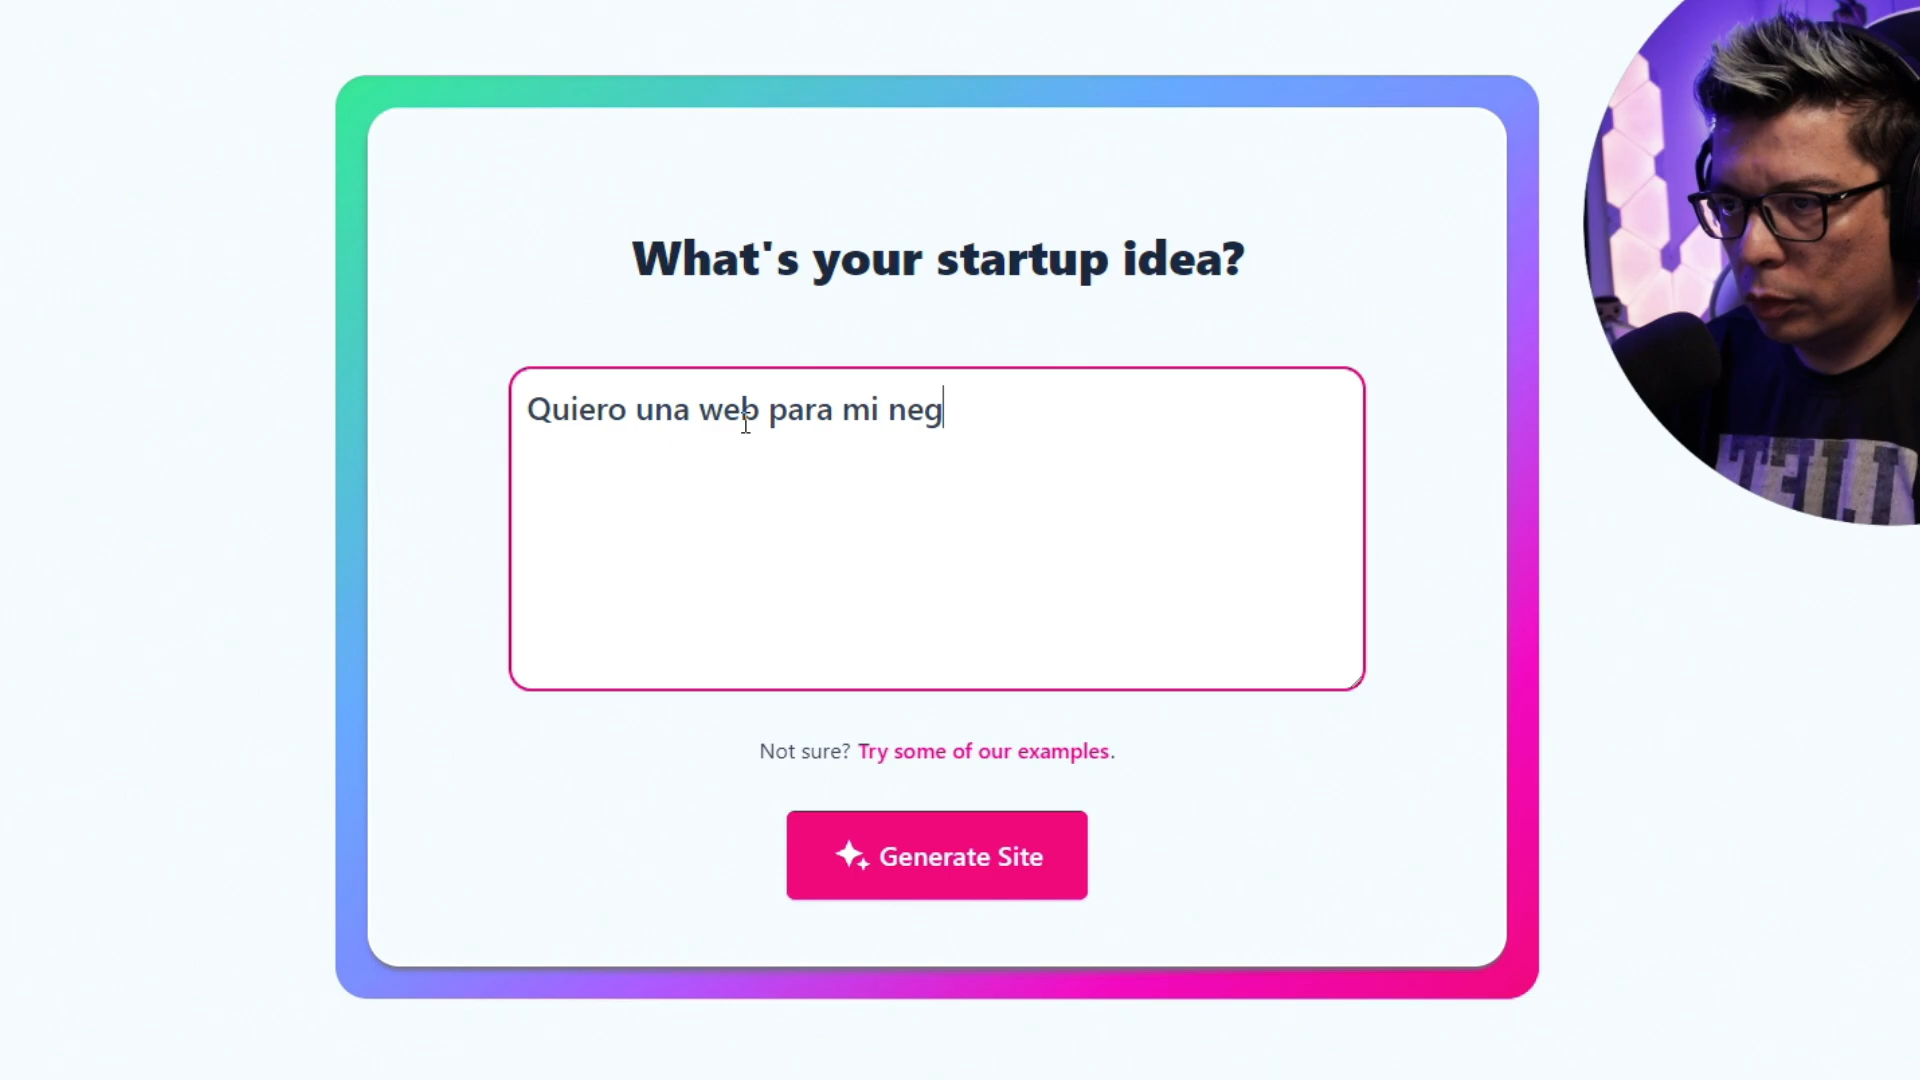 What's your startup idea?
Quiero una web para mi neg
Not sure? Try some of our examples.
Generate Site